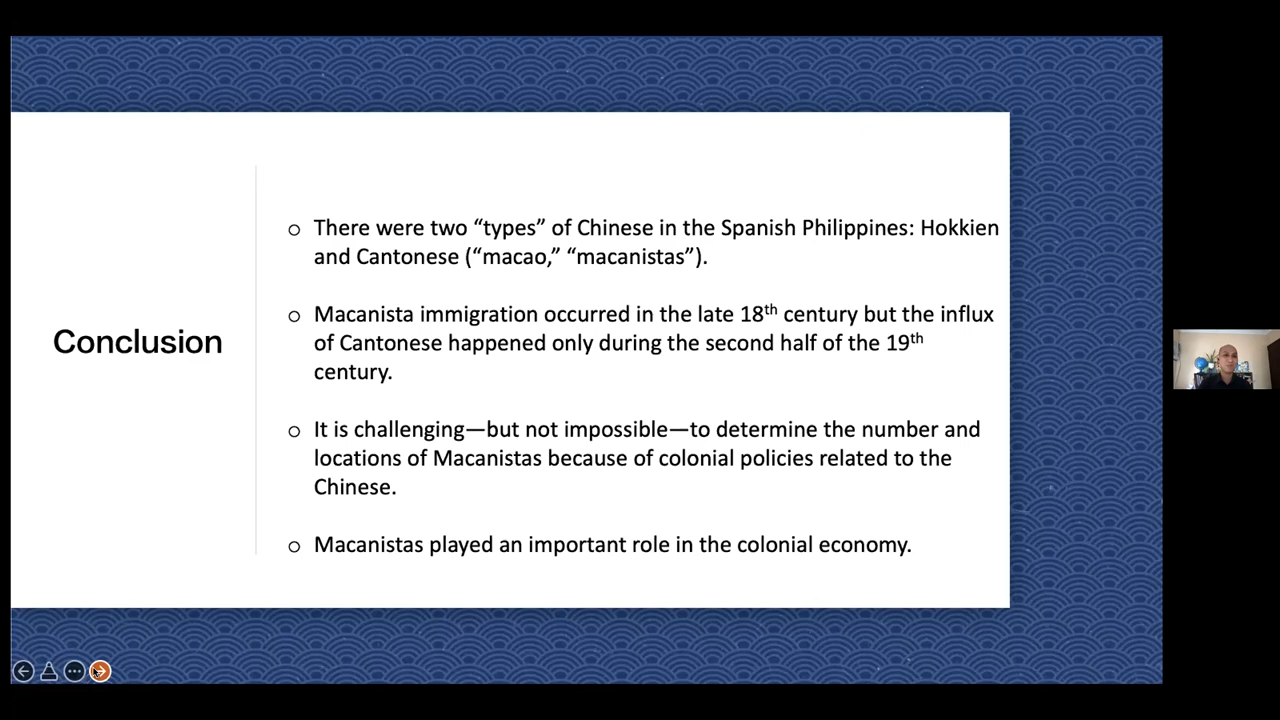 Conclusion
There were two “types” of Chinese in the Spanish Philippines: Hokkien
and Cantonese (“macao,” “macanistas”).
Macanista immigration occurred in the late 18th century but the influx
of Cantonese happened only during the second half of the 19th
century.
It is challenging—but not impossible—to determine the number and
locations of Macanistas because of colonial policies related to the
Chinese.
Macanistas played an important role in the colonial economy.